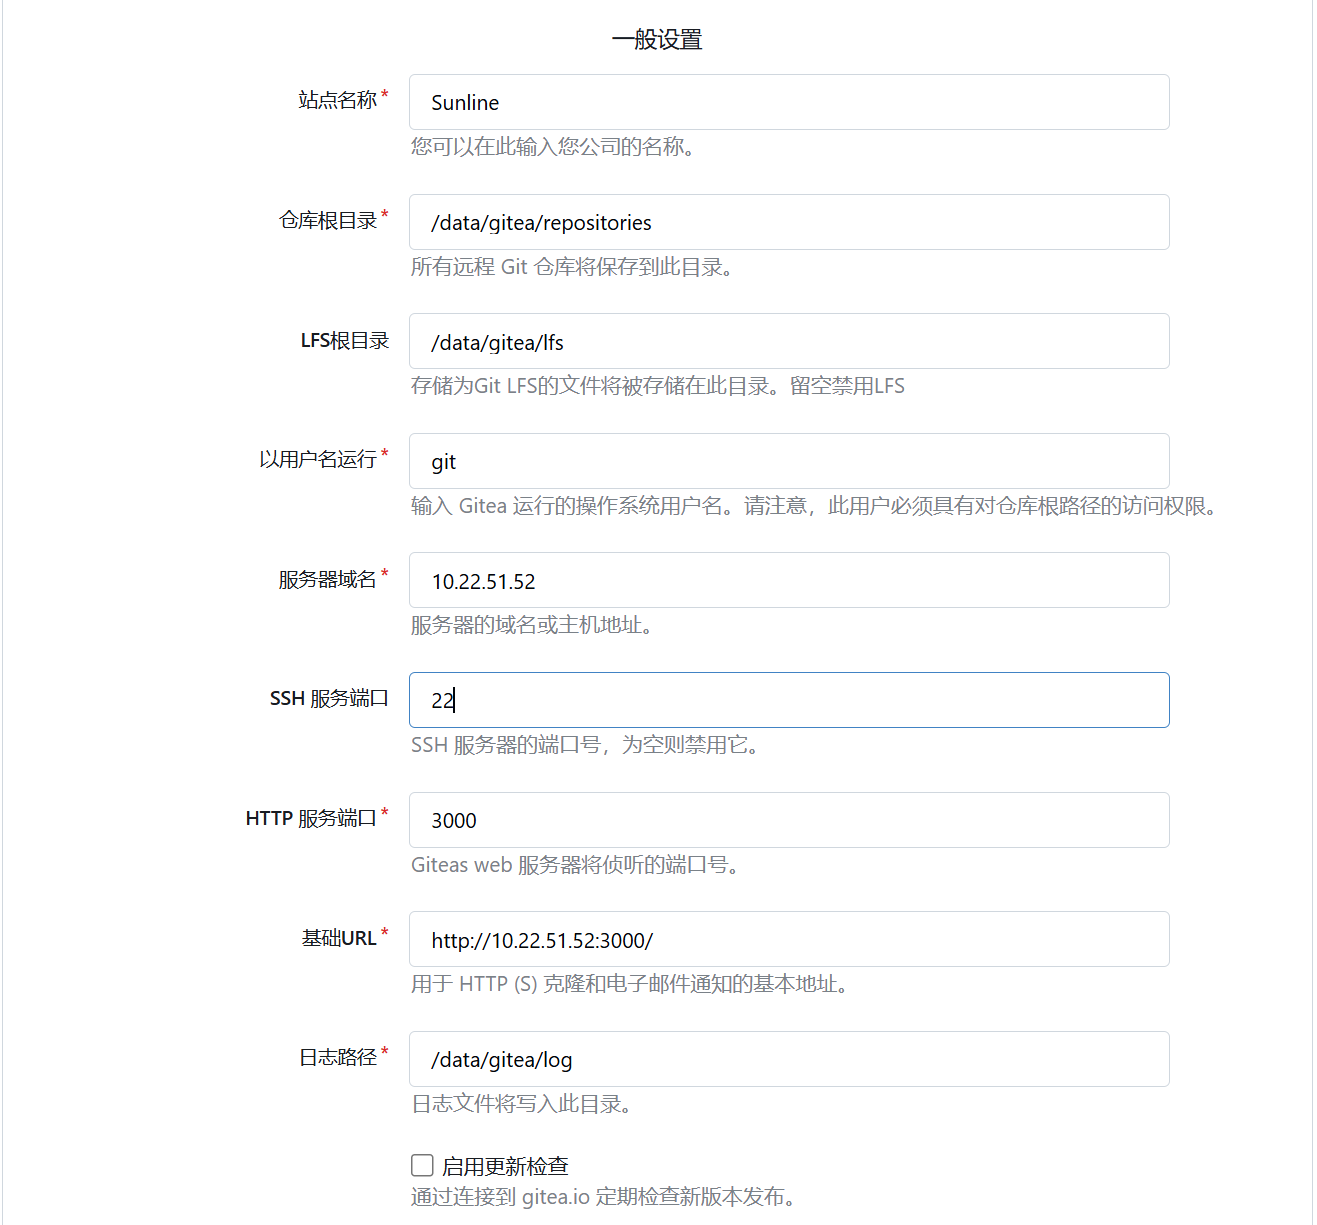 一般设置
站点名称*
Sunline
您可以在此输入您公司的名称。
仓库根目录*
/data/gitea/repositories
所有远程 Git 仓库将保存到此目录。
LFS根目录
/data/gitea/lfs
存储为Git LFS的文件将被存储在此目录。留空禁用LFS
以用户名运行*
git
输入 Gitea 运行的操作系统用户名。请注意，此用户必须具有对仓库根路径的访问权限。
服务器域名*
10.22.51.52
服务器的域名或主机地址。
SSH 服务端口
22
SSH 服务器的端口号，为空则禁用它。
HTTP 服务端口*
3000
Giteas web 服务器将侦听的端口号。
基础URL*
http://10.22.51.52:3000/
用于 HTTP (S) 克隆和电子邮件通知的基本地址。
日志路径*
/data/gitea/log
日志文件将写入此目录。
启用更新检查
通过连接到 gitea.io 定期检查新版本发布。